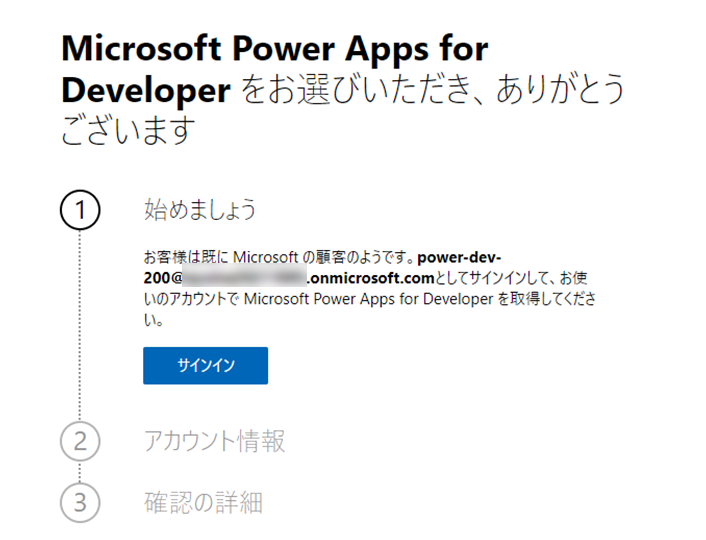 Microsoft Power Apps for
Developer をお選びいただき、ありがとう
ございます
1
始めましょう
お客様は既に Microsoft の顧客のようです。power-dev-
200@ .onmicrosoft.comとしてサインインして、お使
いのアカウントで Microsoft Power Apps for Developer を取得してくださ
い。
サインイン
2
アカウント情報
3
確認の詳細